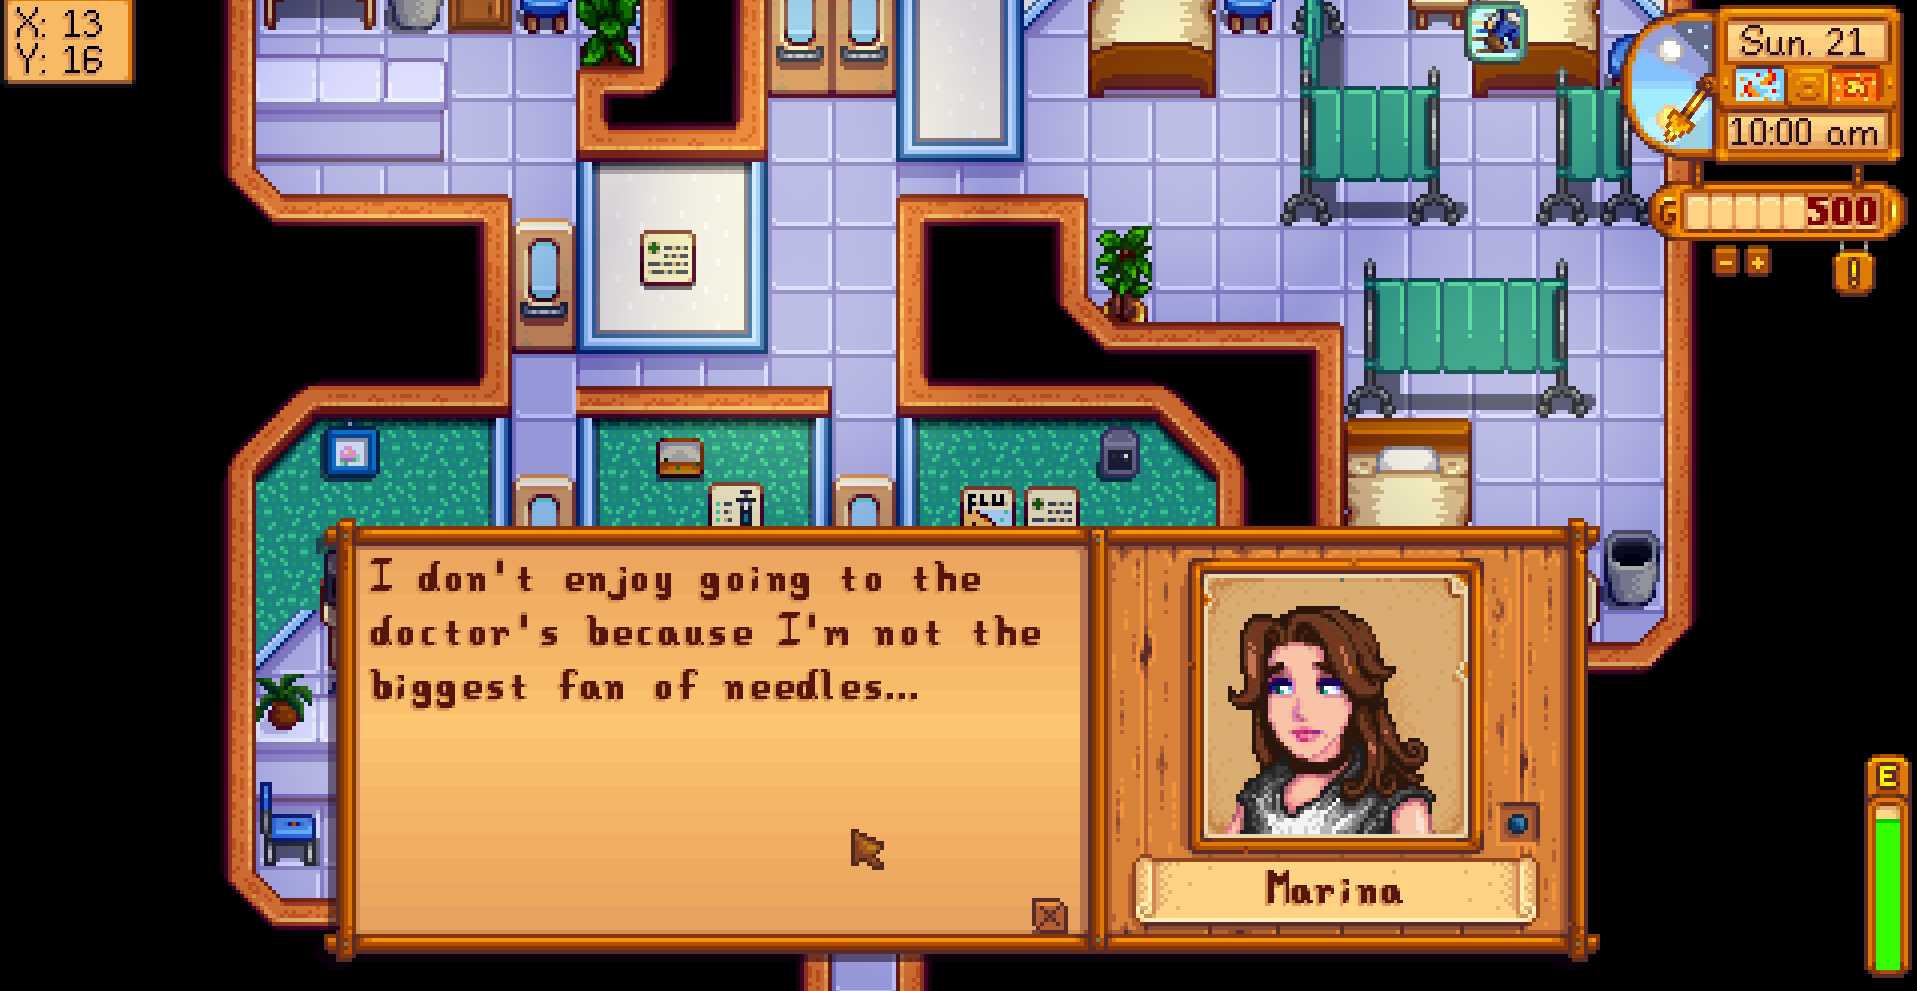 X: 13
Y: 16
Sun. 21
10:00 am
G
500
- +
!
FLU
I don't enjoy going to the
doctor's because I'm not the
biggest fan of needles...
Marina
E